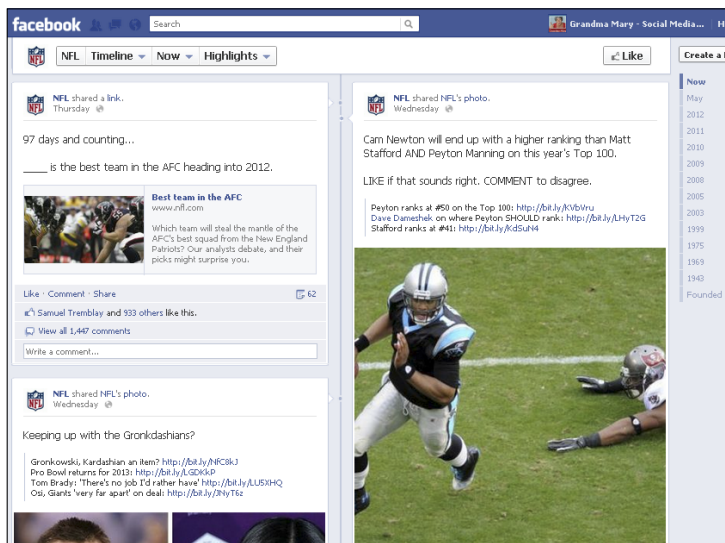 facebook
Search
Grandma Mary - Social Media...
NFL
Timeline
Now
Highlights
Like
Create a
NFL shared a link.
Thursday
97 days and counting...
____ is the best team in the AFC heading into 2012.
Best team in the AFC
www.nfl.com
Which team will steal the mantle of the
AFC's best squad from the New England
Patriots? Our analysts debate, and their
picks might surprise you.
Like · Comment · Share
62
Samuel Tremblay and 933 others like this.
View all 1,447 comments
Write a comment...
NFL shared NFL's photo.
Wednesday
Keeping up with the Gronkdashians?
Gronkowski, Kardashian an item? http://bit.ly/NfC8kJ
Pro Bowl returns for 2013: http://bit.ly/LGDKkP
Tom Brady: 'There's no job I'd rather have' http://bit.ly/LU5XHQ
Osi, Giants 'very far apart' on deal: http://bit.ly/JNyT6z
NFL shared NFL's photo.
Wednesday
Cam Newton will end up with a higher ranking than Matt
Stafford AND Peyton Manning on this year's Top 100.
LIKE if that sounds right. COMMENT to disagree.
Peyton ranks at #50 on the Top 100: http://bit.ly/KVbVru
Dave Dameshek on where Peyton SHOULD rank: http://bit.ly/LHyT2G
Stafford ranks at #41: http://bit.ly/KdSuN4
Now
May
2012
2011
2010
2009
2008
2005
2003
1999
1975
1969
1943
Founded